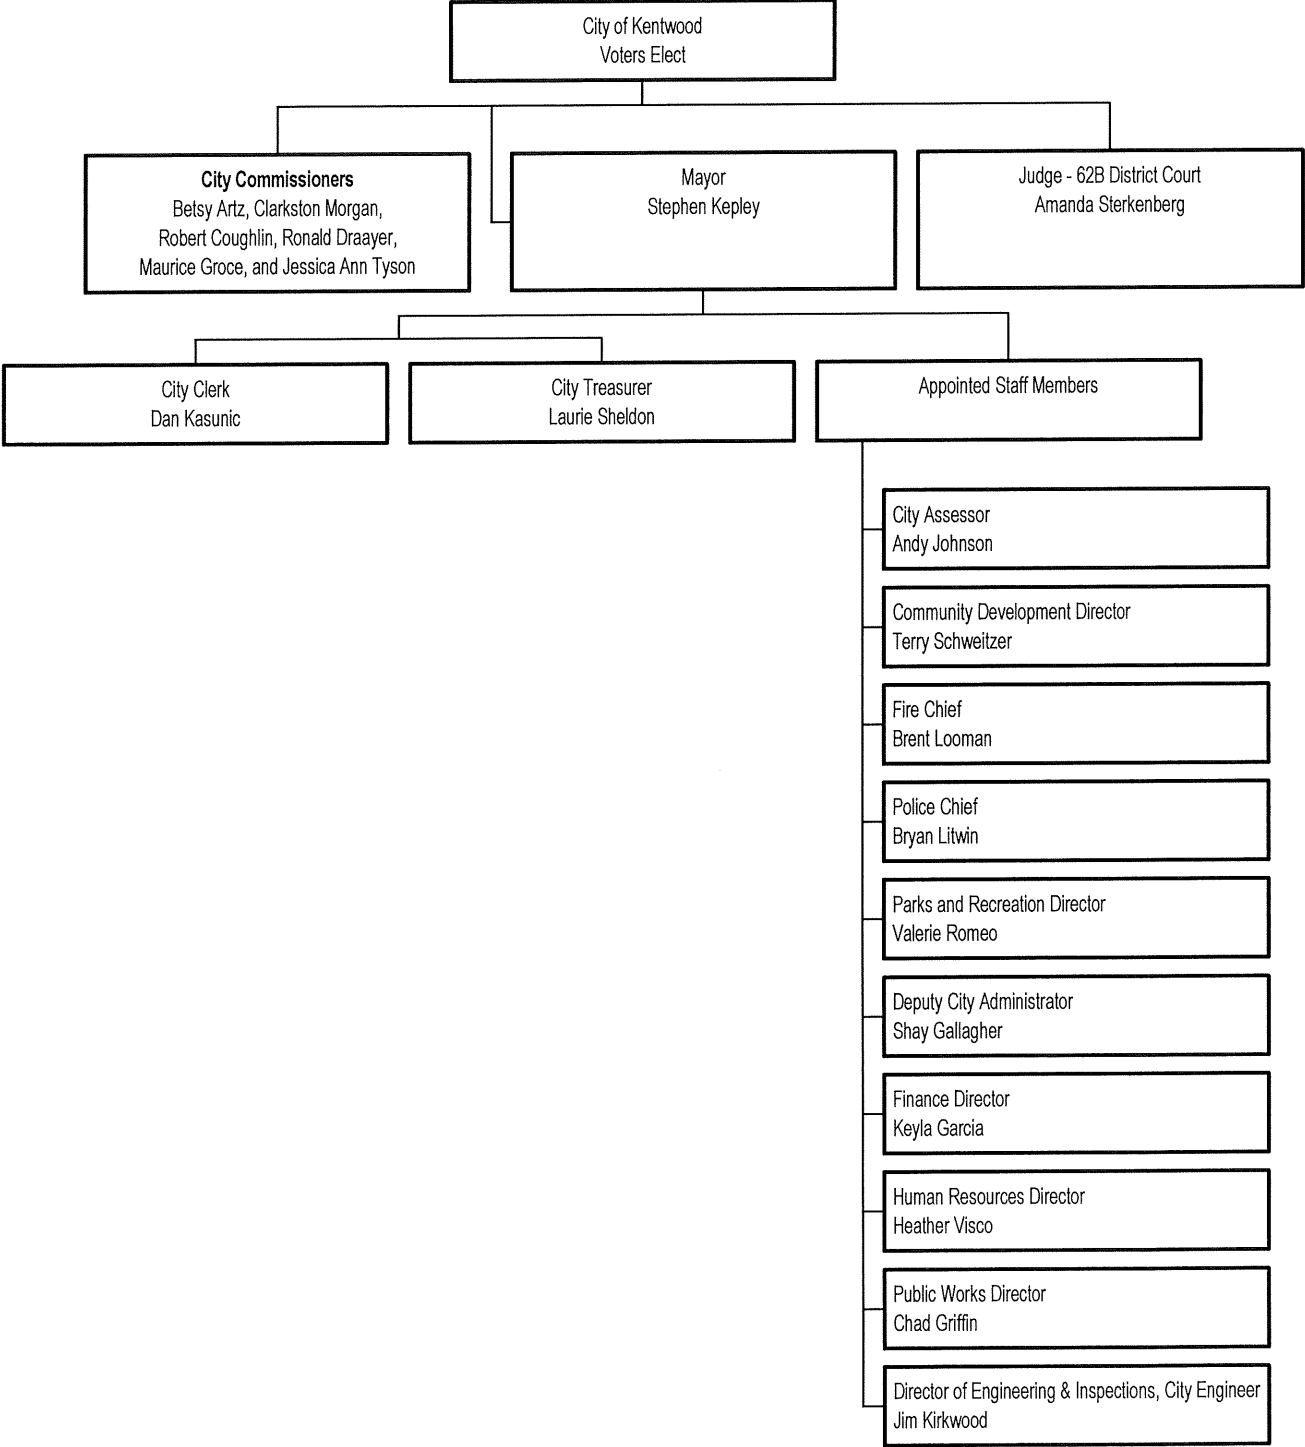 City of Kentwood
Voters Elect
City Commissioners
Betsy Artz, Clarkston Morgan,
Robert Coughlin, Ronald Draayer,
Maurice Groce, and Jessica Ann Tyson
Mayor
Stephen Kepley
Judge - 62B District Court
Amanda Sterkenberg
City Clerk
Dan Kasunic
City Treasurer
Laurie Sheldon
Appointed Staff Members
City Assessor
Andy Johnson
Community Development Director
Terry Schweitzer
Fire Chief
Brent Looman
Police Chief
Bryan Litwin
Parks and Recreation Director
Valerie Romeo
Deputy City Administrator
Shay Gallagher
Finance Director
Keyla Garcia
Human Resources Director
Heather Visco
Public Works Director
Chad Griffin
Director of Engineering & Inspections, City Engineer
Jim Kirkwood